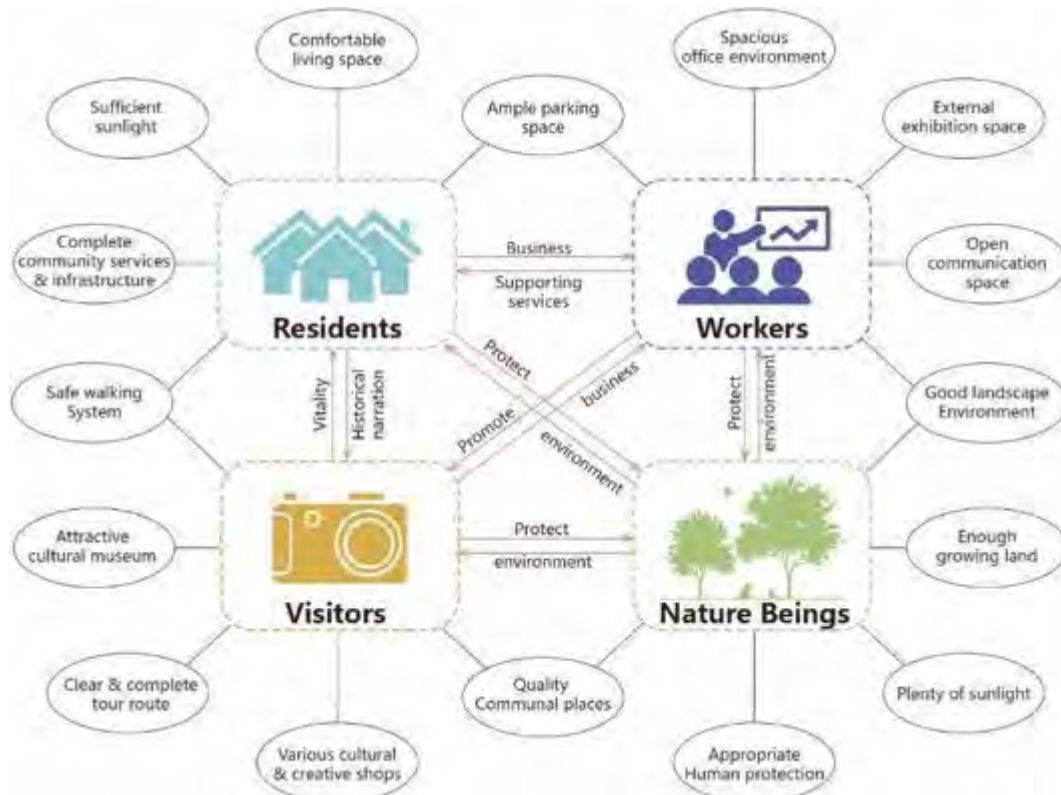 Comfortable
living space
Spacious
office environment
Sufficient
sunlight
Ample parking
space
External
exhibition space
Complete
community services
& infrastructure
Business
Supporting
services
Open
communication
space
Residents
Workers
Safe walking
System
Vitality
Historical
narration
Protect
environment
Promote
business
Protect
environment
Good landscape
Environment
Attractive
cultural museum
Protect
environment
Enough
growing land
Visitors
Nature Beings
Clear & complete
tour route
Quality
Communal places
Plenty of sunlight
Various cultural
& creative shops
Appropriate
Human protection